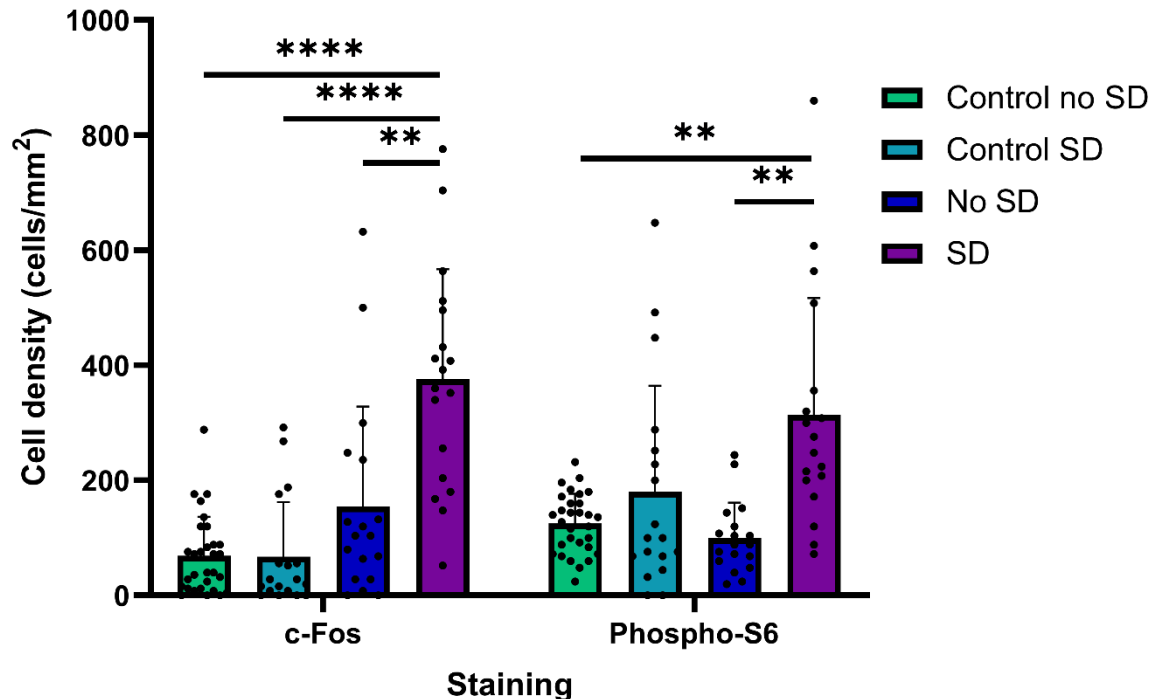 Cell density (cells/mm²)
1000
800
600
400
200
0
****
****
**
**
**
c-Fos
Phospho-S6
Staining
Control no SD
Control SD
No SD
SD